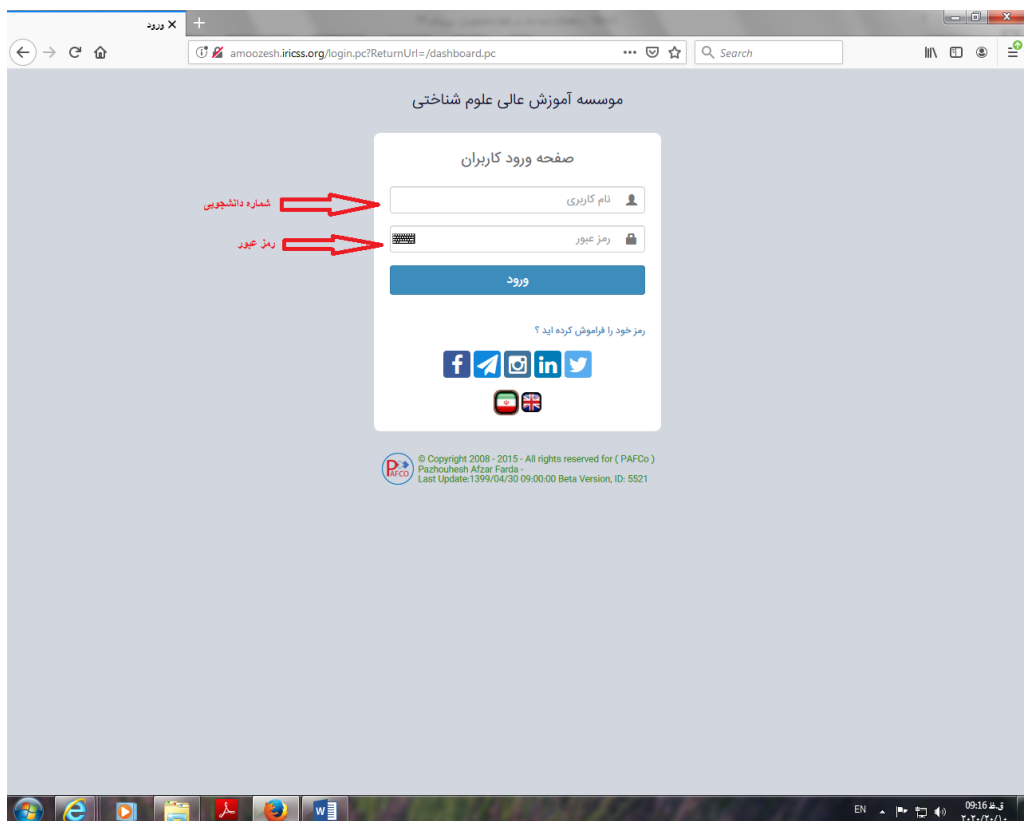 ورود
amoozesh.iricss.org/login.pc?ReturnUrl=/dashboard.pc
Search
موسسه آموزش عالی علوم شناختی
صفحه ورود کاربران
نام کاربری
شماره دانشجویی
رمز عبور
رمز عبور
ورود
رمز خود را فراموش کرده اید ؟
© Copyright 2008 - 2015 - All rights reserved for ( PAFCo )
Pazhouhesh Afzar Farda -
Last Update:1399/04/30 09:00:00 Beta Version, ID: 5521
PAFCO
EN
09:16 ق.ظ